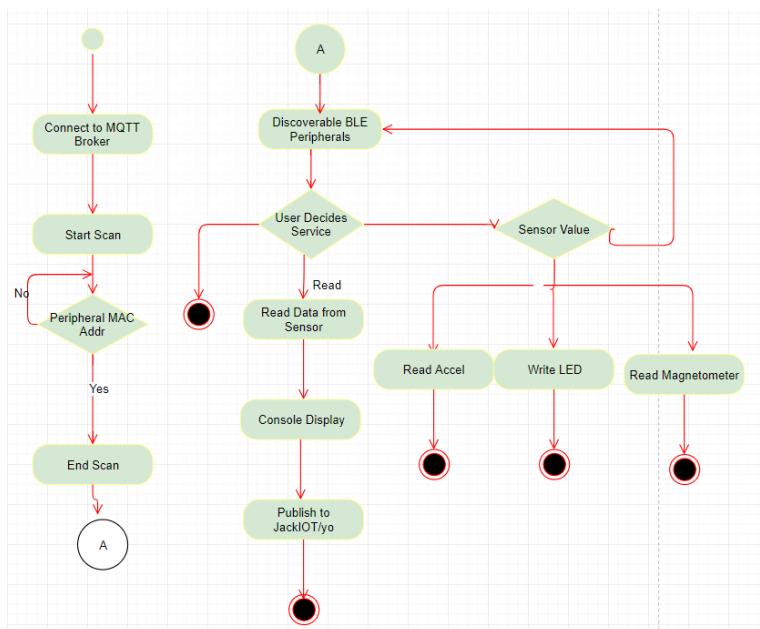 Connect to MQTT
Broker
Start Scan
No
Peripheral MAC
Addr
Yes
End Scan
A
A
Discoverable BLE
Peripherals
User Decides
Service
Read
Read Data from
Sensor
Console Display
Publish to
JackIOT/yo
Sensor Value
Read Accel
Write LED
Read Magnetometer